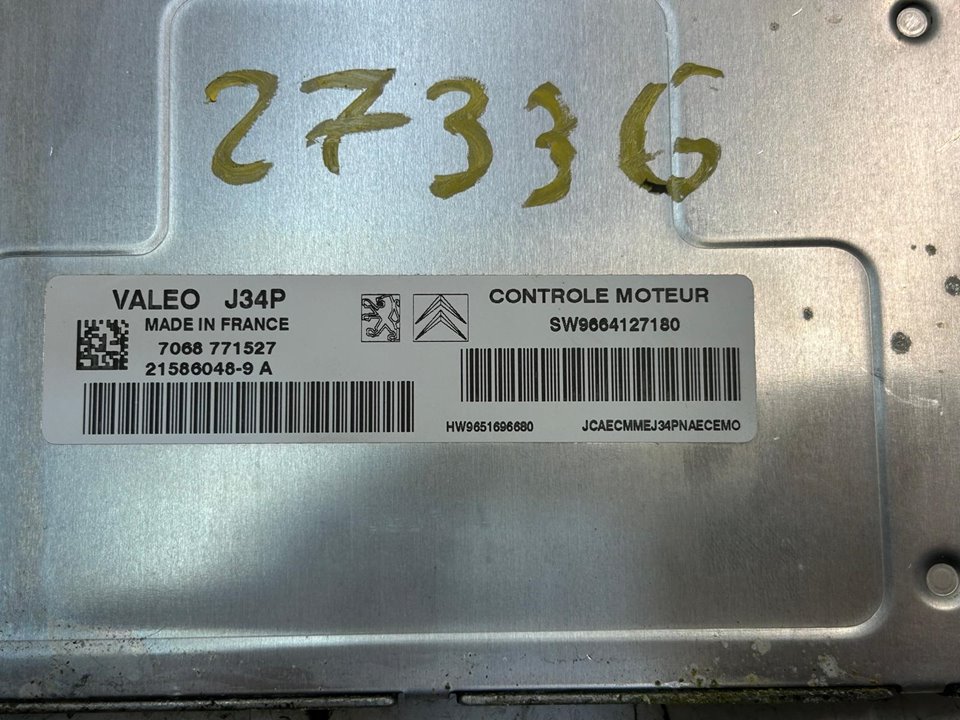 27336
VALEO J34P
MADE IN FRANCE
7068 771527
21586048-9 A
CONTROLE MOTEUR
SW9664127180
HW9651696680
JCAECMMEJ34PNAECEMO